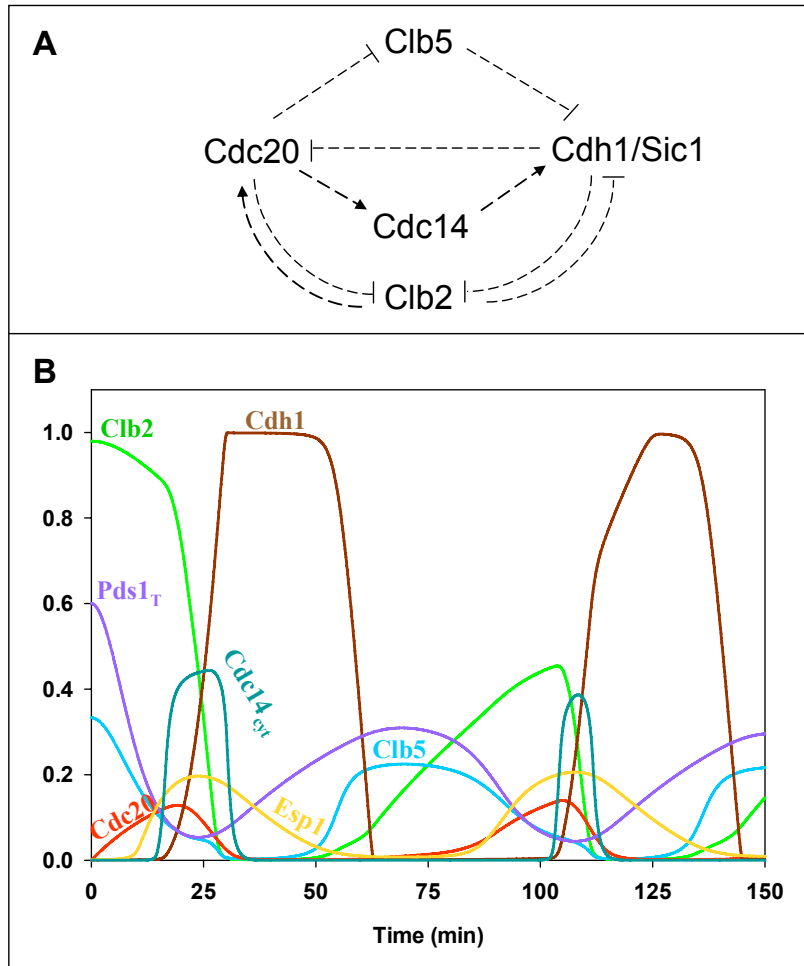 A
Clb5
Cdc20
Cdh1/Sic1
Cdc14
Clb2
B
Clb2
Cdh1
1.0
0.8
Pds1T
0.6
Cdc14cyt
0.4
Clb5
0.2
Cdc20
Esp1
0.0
0 25 50 75 100 125 150
Time (min)